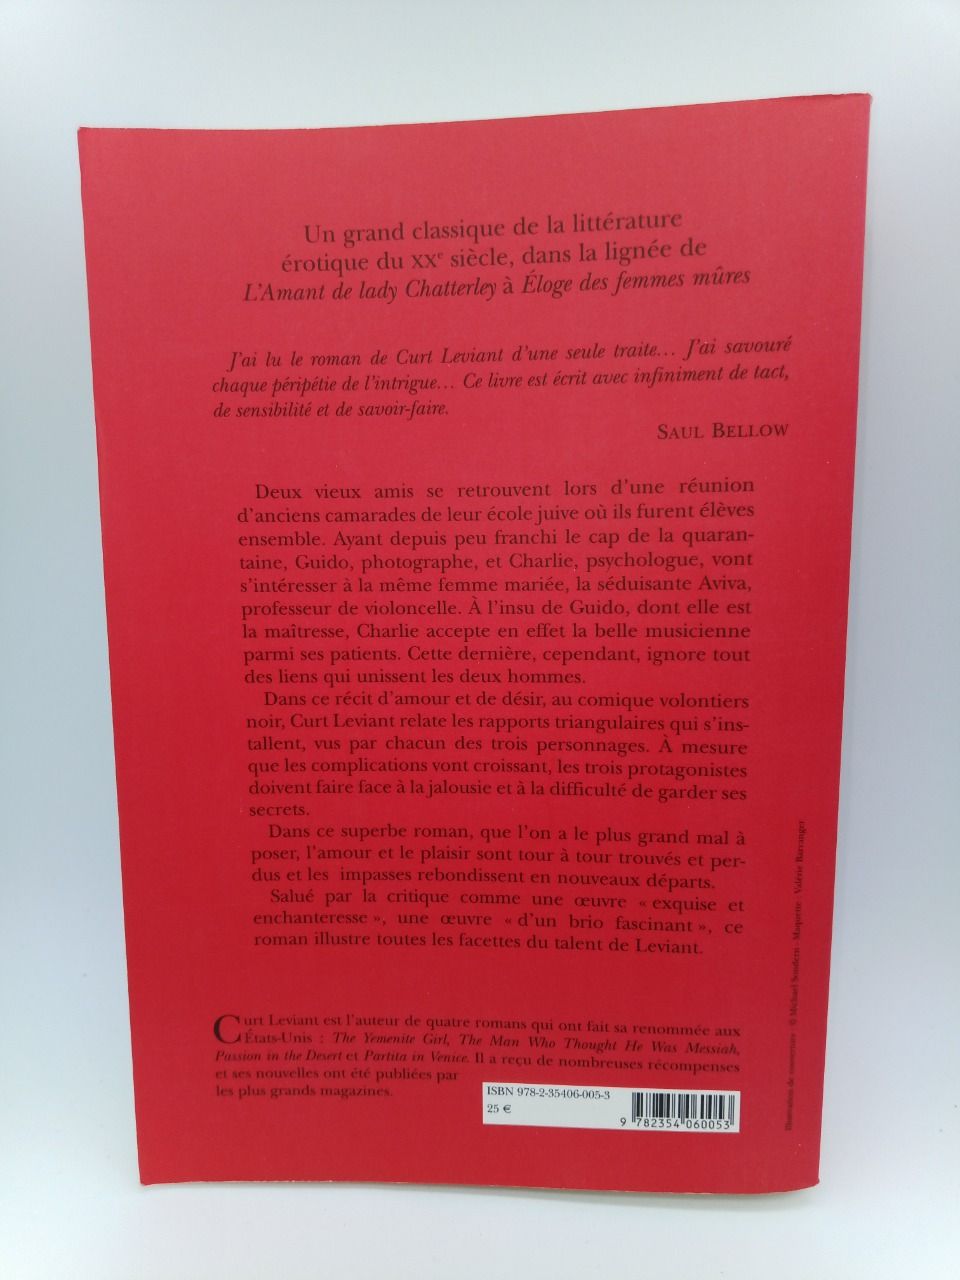 Un grand classique de la littérature
érotique du XXe siècle, dans la lignée de
L'Amant de lady Chatterley à Éloge des femmes mûres
J'ai lu le roman de Curt Leviant d'une seule traite... J'ai savouré
chaque péripétie de l'intrigue... Ce livre est écrit avec infiniment de tact,
de sensibilité et de savoir-faire.
SAUL BELLOW
Deux vieux amis se retrouvent lors d'une réunion
d'anciens camarades de leur école juive où ils furent élèves
ensemble. Ayant depuis peu franchi le cap de la quaran-
taine, Guido, photographe, et Charlie, psychologue, vont
s'intéresser à la même femme mariée, la séduisante Aviva,
professeur de violoncelle. À l'insu de Guido, dont elle est
la maîtresse, Charlie accepte en effet la belle musicienne
parmi ses patients. Cette dernière, cependant, ignore tout
des liens qui unissent les deux hommes.
Dans ce récit d'amour et de désir, au comique volontiers
noir, Curt Leviant relate les rapports triangulaires qui s'ins-
tallent, vus par chacun des trois personnages. À mesure
que les complications vont croissant, les trois protagonistes
doivent faire face à la jalousie et à la difficulté de garder ses
secrets.
Dans ce superbe roman, que l'on a le plus grand mal à
poser, l'amour et le plaisir sont tour à tour trouvés et per-
dus et les impasses rebondissent en nouveaux départs.
Salué par la critique comme une œuvre « exquise et
enchanteresse », une œuvre « d'un brio fascinant », ce
roman illustre toutes les facettes du talent de Leviant.
Curt Leviant est l'auteur de quatre romans qui ont fait sa renommée aux
États-Unis : The Yemenite Girl, The Man Who Thought He Was Messiah,
Passion in the Desert et Partita in Venice. Il a reçu de nombreuses récompenses
et ses nouvelles ont été publiées par
les plus grands magazines.
ISBN 978-2-35406-005-3
25 €
9 782354 060053
Illustration de couverture : © Michael Sondern - Maquette : Valérie Barranger